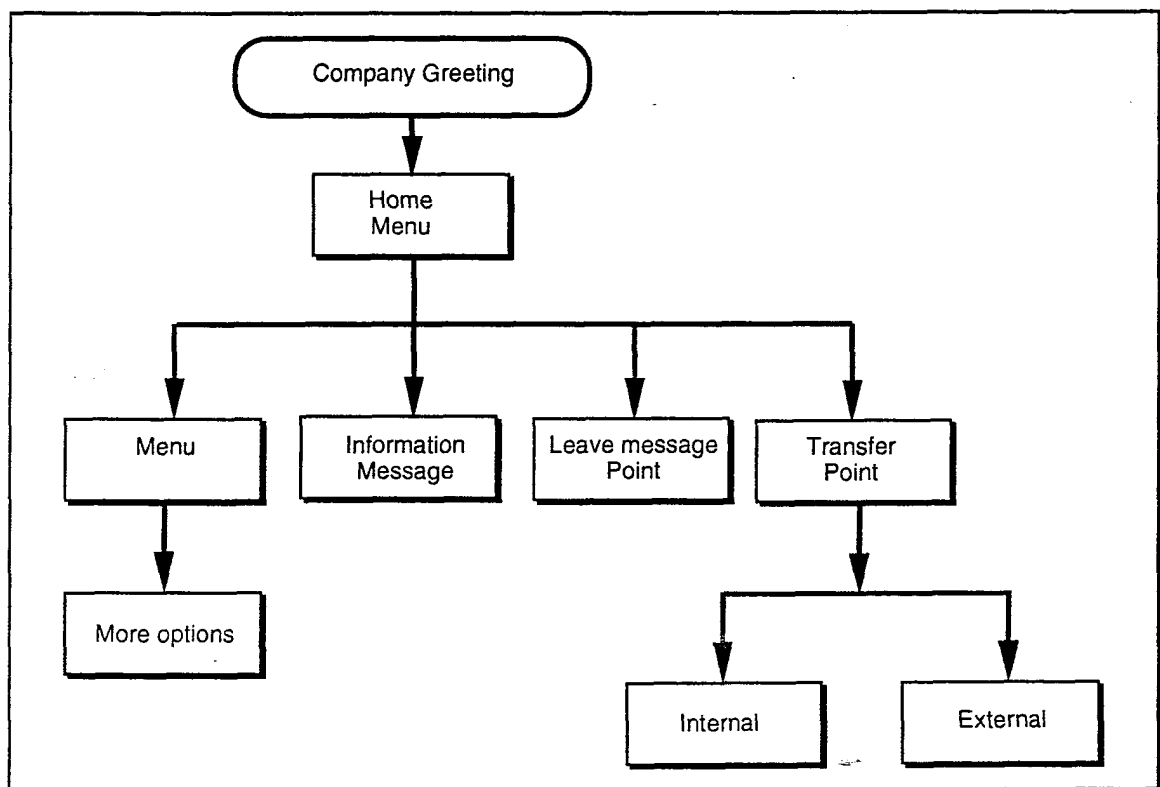 Company Greeting
Home
Menu
Menu
Information
Message
Leave message
Point
Transfer
Point
More options
Internal
External